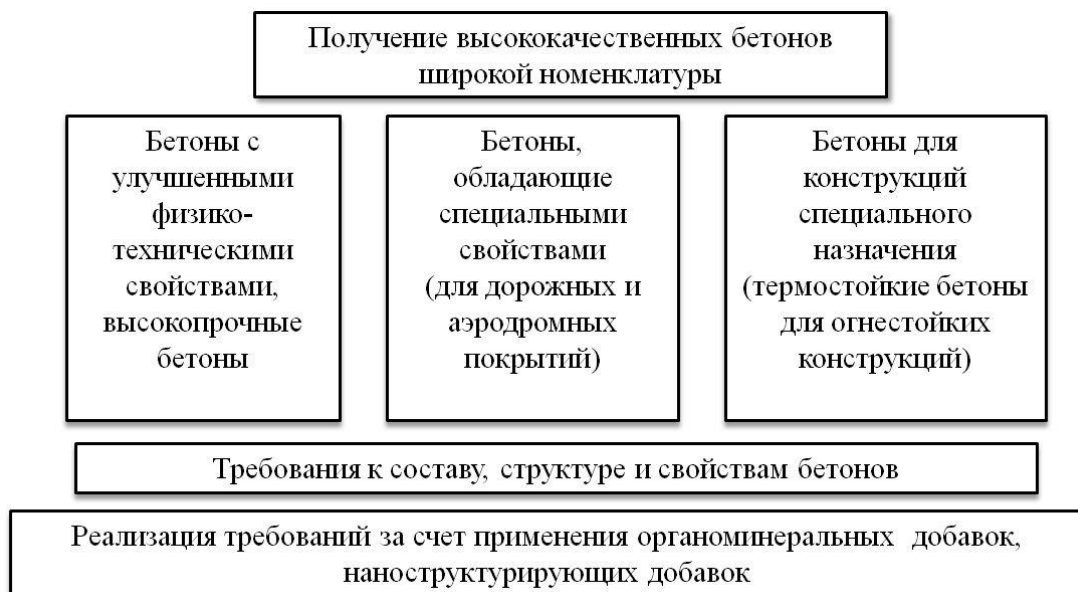 Получение высококачественных бетонов
широкой номенклатуры
Бетоны с
улучшенными
физико-
техническими
свойствами,
высокопрочные
бетоны
Бетоны,
обладающие
специальными
свойствами
(для дорожных и
аэродромных
покрытий)
Бетоны для
конструкций
специального
назначения
(термостойкие бетоны
для огнестойких
конструкций)
Требования к составу, структуре и свойствам бетонов
Реализация требований за счет применения органоминеральных добавок,
наноструктурирующих добавок